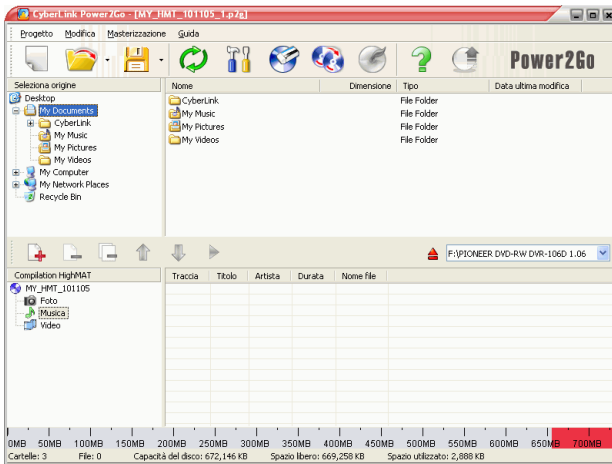 CyberLink Power2Go - [MY_HMT_101105_1.p2g]
Progetto Modifica Masterizzazione Guida
Power2Go
Seleziona origine
Desktop
My Documents
CyberLink
My Music
My Pictures
My Videos
My Computer
My Network Places
Recycle Bin
Nome Dimensione Tipo Data ultima modifica
CyberLink File Folder
My Music File Folder
My Pictures File Folder
My Videos File Folder
F:\PIONEER DVD-RW DVR-106D 1.06
Compilation HighMAT
MY_HMT_101105
Foto
Musica
Video
Traccia Titolo Artista Durata Nome file
0MB 50MB 100MB 150MB 200MB 250MB 300MB 350MB 400MB 450MB 500MB 550MB 600MB 650MB 700MB
Cartelle: 3 File: 0 Capacità del disco: 672,146 KB Spazio libero: 669,258 KB Spazio utilizzato: 2,888 KB